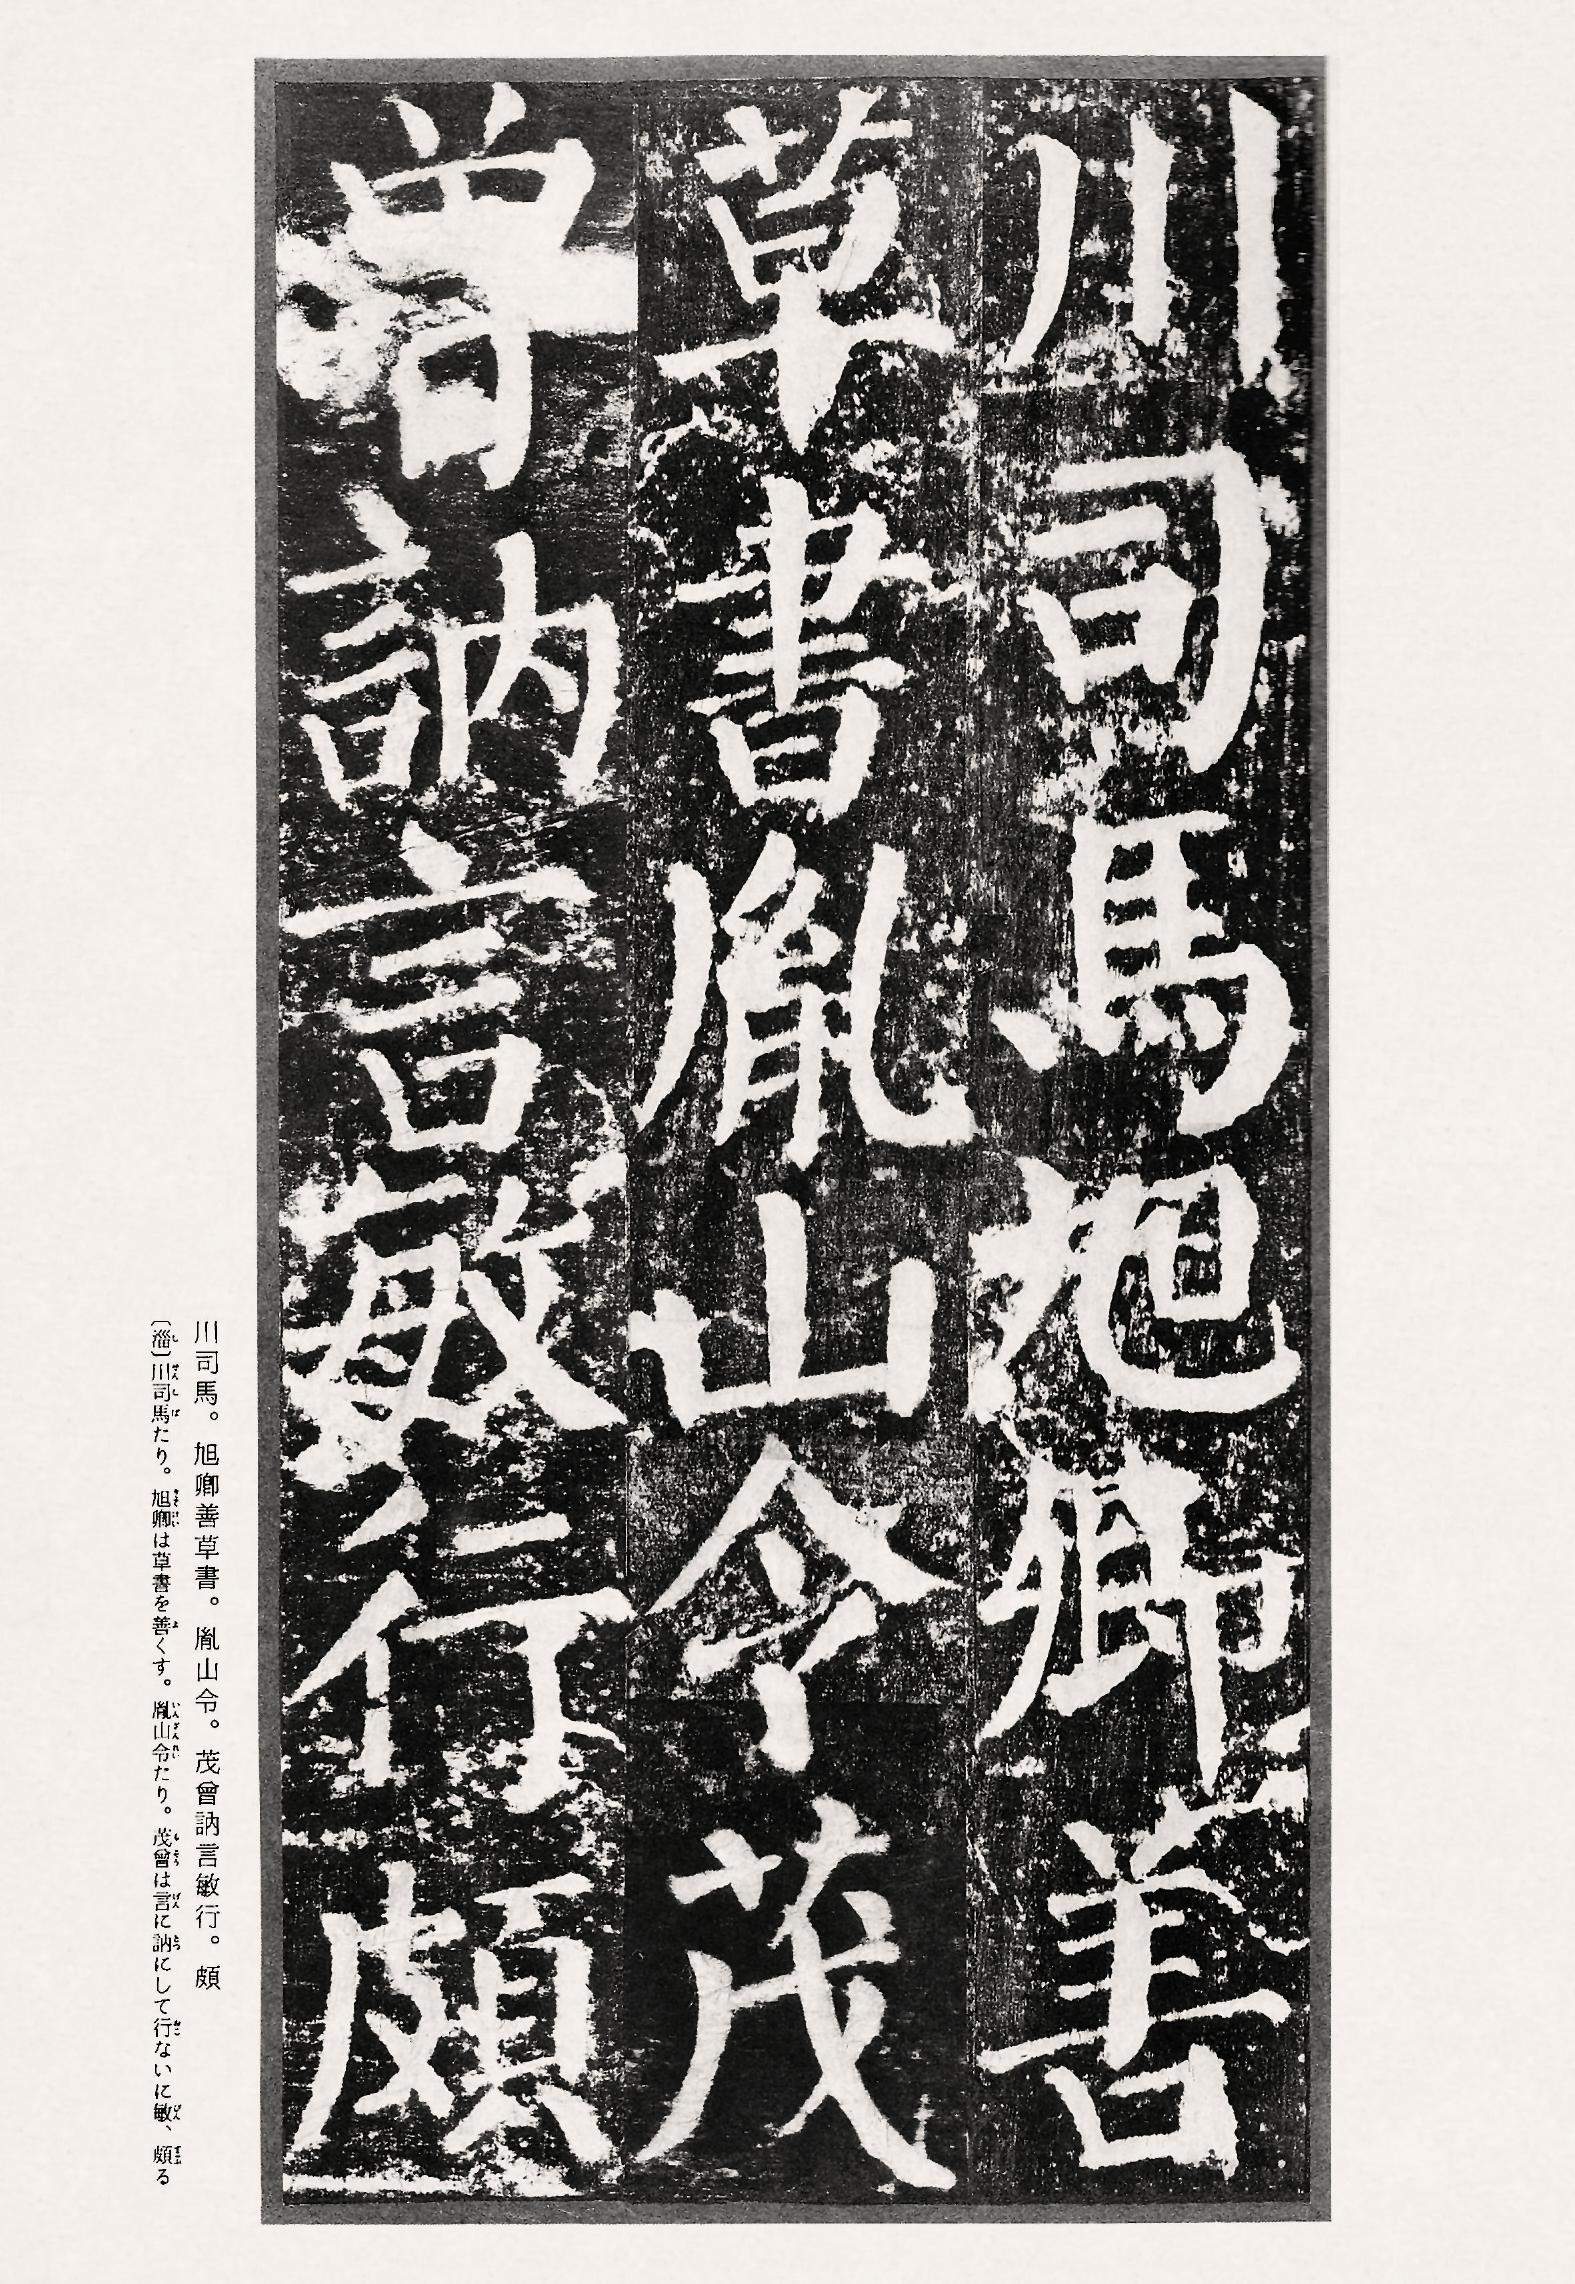 川司馬旭卿善
草書胤山令茂
曾訥言敏行頗
川司馬。旭卿善草書。胤山令。茂曾訥言敏行。頗
〔淄〕川司馬たり。旭卿は草書を善くす。胤山令たり。茂曾は言に訥にして行ないに敏、頗る